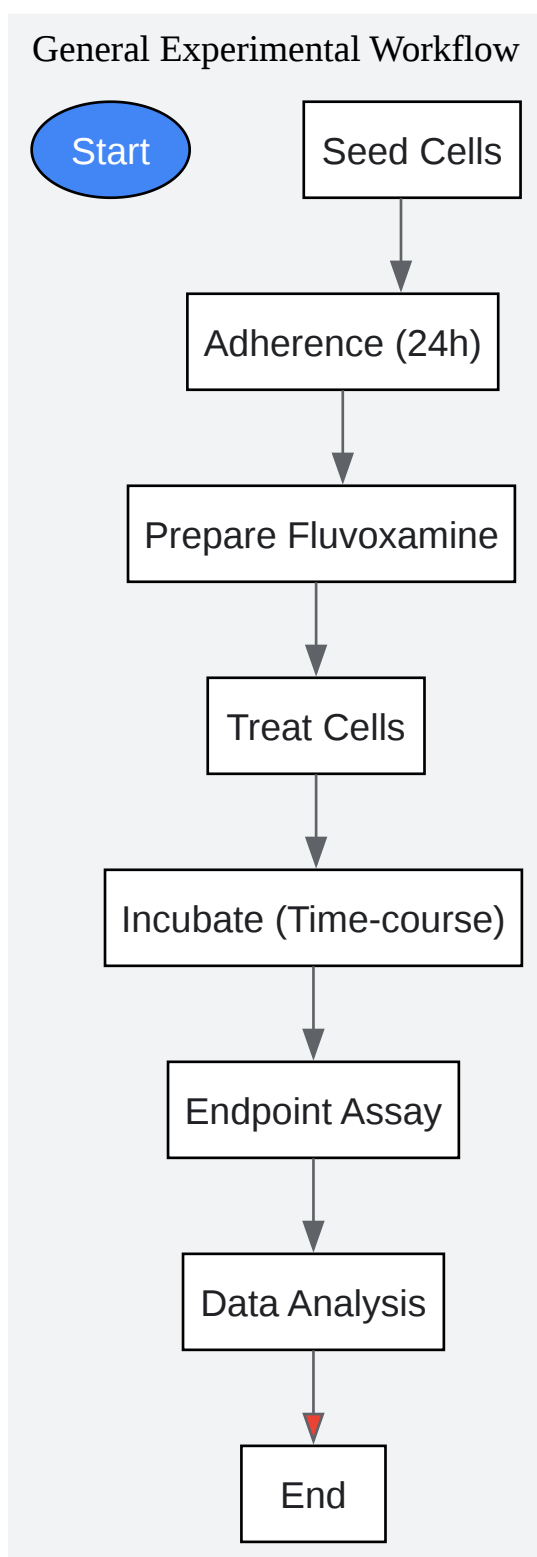 General Experimental Workflow
Start
Seed Cells
Adherence (24h)
Prepare Fluvoxamine
Treat Cells
Incubate (Time-course)
Endpoint Assay
Data Analysis
End